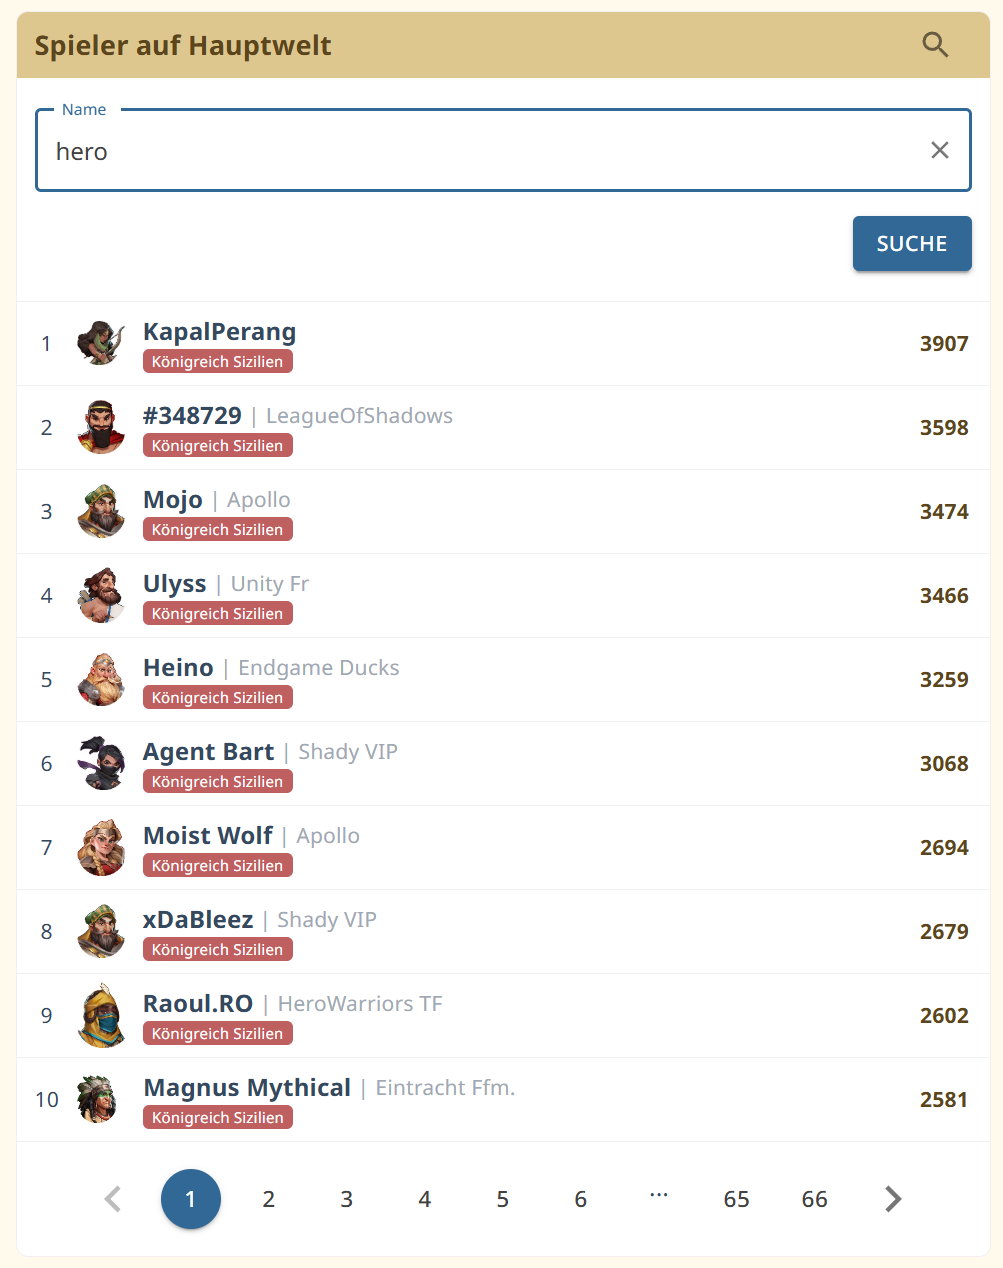 Spieler auf Hauptwelt
Name
hero
SUCHE
1 KapalPerang 3907
Königreich Sizilien
2 #348729 | LeagueOfShadows 3598
Königreich Sizilien
3 Mojo | Apollo 3474
Königreich Sizilien
4 Ulyss | Unity Fr 3466
Königreich Sizilien
5 Heino | Endgame Ducks 3259
Königreich Sizilien
6 Agent Bart | Shady VIP 3068
Königreich Sizilien
7 Moist Wolf | Apollo 2694
Königreich Sizilien
8 xDaBleez | Shady VIP 2679
Königreich Sizilien
9 Raoul.RO | HeroWarriors TF 2602
Königreich Sizilien
10 Magnus Mythical | Eintracht Ffm. 2581
Königreich Sizilien
1 2 3 4 5 6 ... 65 66